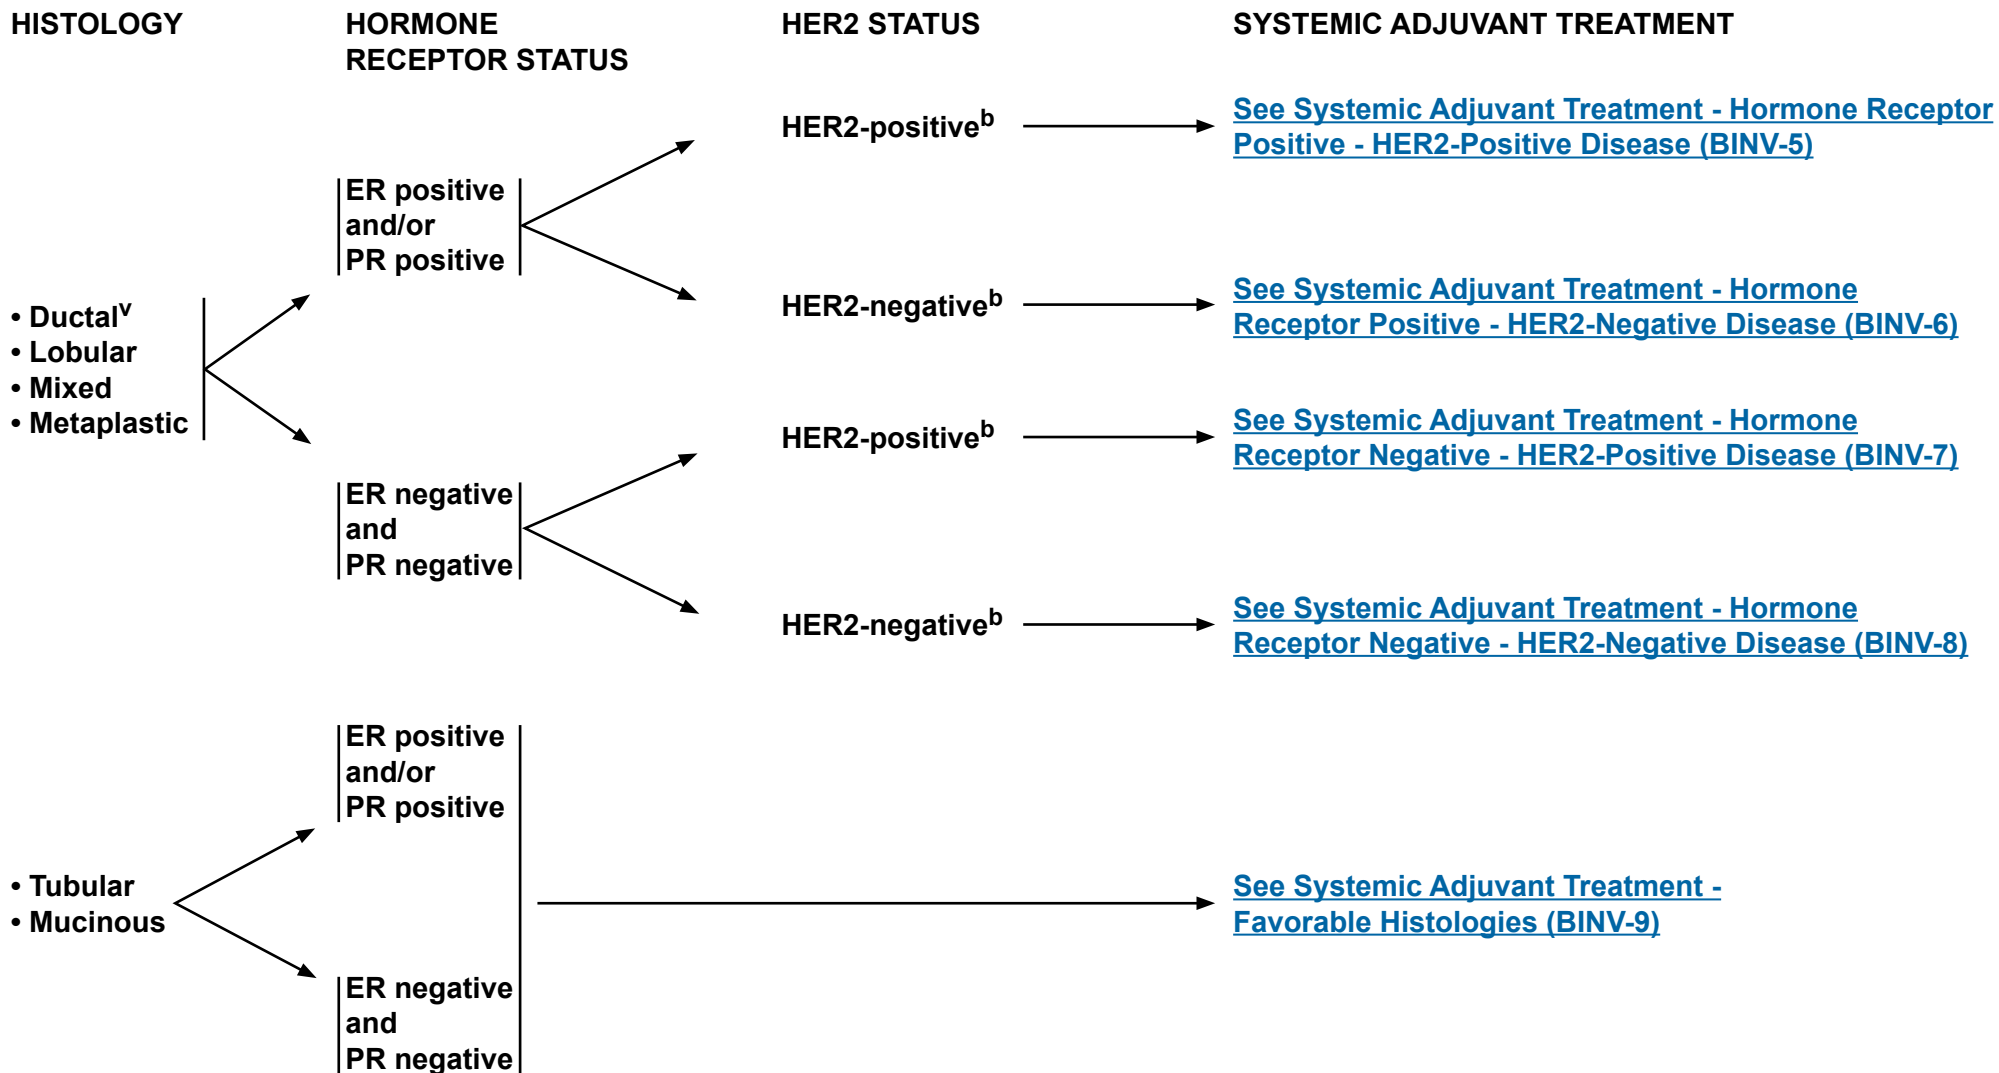 HISTOLOGY
HORMONE
RECEPTOR STATUS
HER2 STATUS
SYSTEMIC ADJUVANT TREATMENT
• Ductalᵛ
• Lobular
• Mixed
• Metaplastic
ER positive
and/or
PR positive
HER2-positiveᵇ
See Systemic Adjuvant Treatment - Hormone Receptor
Positive - HER2-Positive Disease (BINV-5)
HER2-negativeᵇ
See Systemic Adjuvant Treatment - Hormone
Receptor Positive - HER2-Negative Disease (BINV-6)
ER negative
and
PR negative
HER2-positiveᵇ
See Systemic Adjuvant Treatment - Hormone
Receptor Negative - HER2-Positive Disease (BINV-7)
HER2-negativeᵇ
See Systemic Adjuvant Treatment - Hormone
Receptor Negative - HER2-Negative Disease (BINV-8)
• Tubular
• Mucinous
ER positive
and/or
PR positive
ER negative
and
PR negative
See Systemic Adjuvant Treatment -
Favorable Histologies (BINV-9)